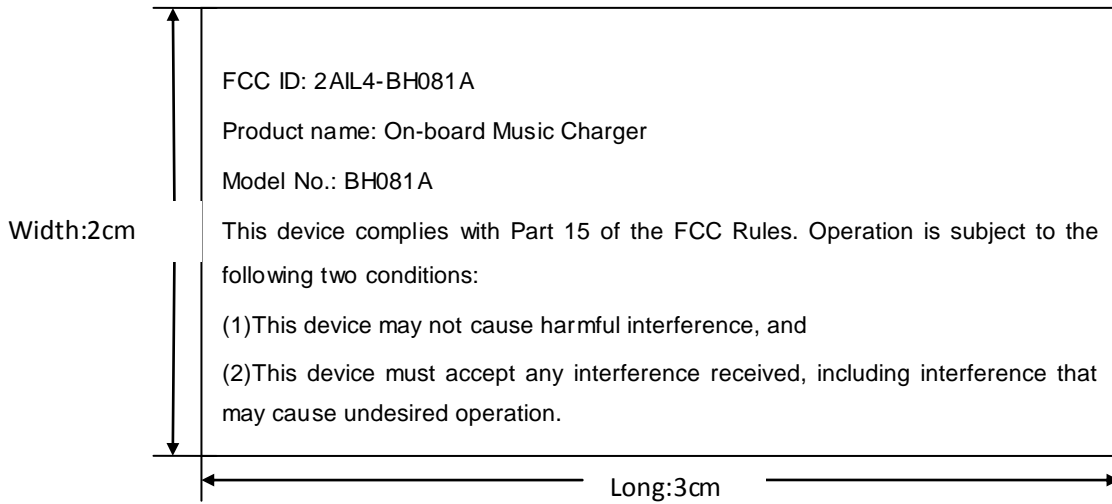 FCC ID: 2AIL4-BH081A
Product name: On-board Music Charger
Model No.: BH081A
Width:2cm
This device complies with Part 15 of the FCC Rules. Operation is subject to the
following two conditions:
(1)This device may not cause harmful interference, and
(2)This device must accept any interference received, including interference that
may cause undesired operation.
Long:3cm